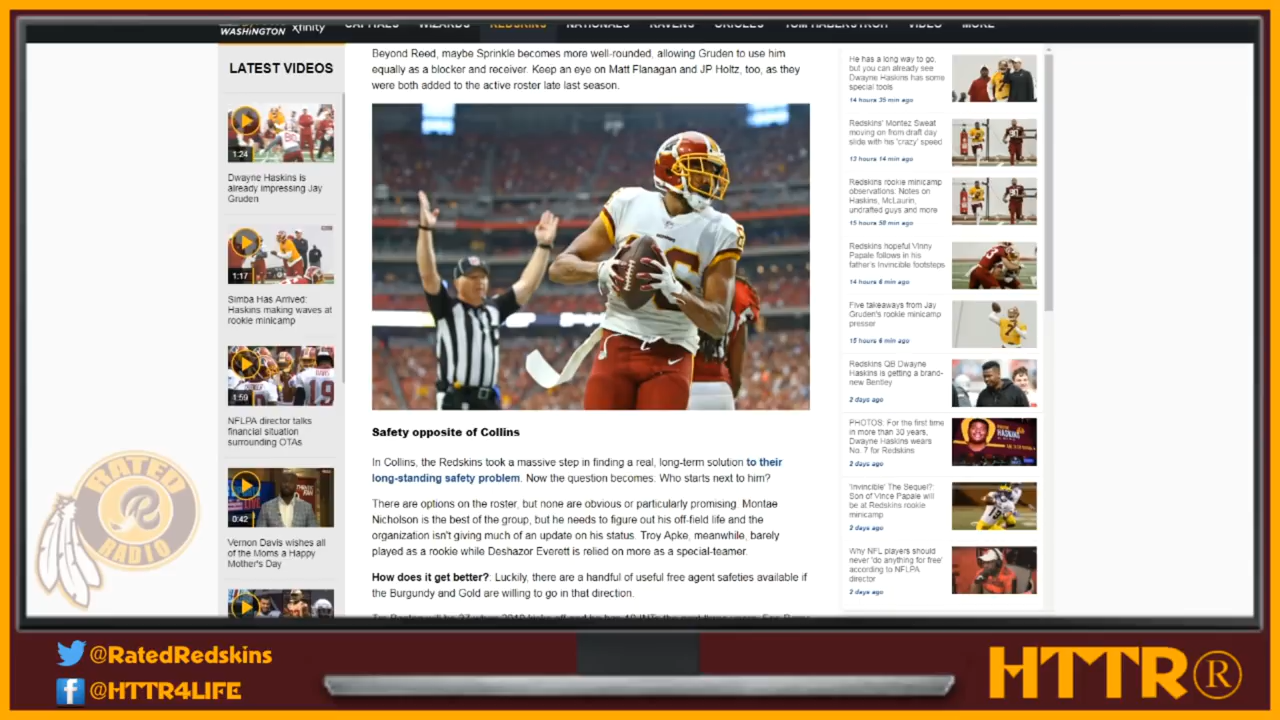 WASHINGTON xfinity CAPITALS WIZARDS REDSKINS NATIONALS RAVENS ORIOLES TOM HABERSTROH VIDEO MORE
LATEST VIDEOS
1:24
Dwayne Haskins is
already impressing Jay
Gruden
1:17
Simba Has Arrived:
Haskins making waves at
rookie minicamp
1:59
NFLPA director talks
financial situation
surrounding OTAs
0:42
Vernon Davis wishes all
of the Moms a Happy
Mother's Day
Beyond Reed, maybe Sprinkle becomes more well-rounded, allowing Gruden to use him
equally as a blocker and receiver. Keep an eye on Matt Flanagan and JP Holtz, too, as they
were both added to the active roster late last season.
Safety opposite of Collins
In Collins, the Redskins took a massive step in finding a real, long-term solution to their
long-standing safety problem. Now the question becomes. Who starts next to him?
There are options on the roster, but none are obvious or particularly promising. Montae
Nicholson is the best of the group, but he needs to figure out his off-field life and the
organization isn't giving much of an update on his status. Troy Apke, meanwhile, barely
played as a rookie while Deshazor Everett is relied on more as a special-teamer.
How does it get better?: Luckily, there are a handful of useful free agent safeties available if
the Burgundy and Gold are willing to go in that direction.
He has a long way to go,
but you can already see
Dwayne Haskins has some
special tools
14 hours 35 min ago
Redskins' Montez Sweat
moving on from draft day
slide with his 'crazy' speed
13 hours 14 min ago
Redskins rookie minicamp
observations: Notes on
Haskins, McLaurin,
undrafted guys and more
15 hours 58 min ago
Redskins hopeful Vinny
Papale follows in his
father's Invincible footsteps
14 hours 6 min ago
Five takeaways from Jay
Gruden's rookie minicamp
presser
15 hours 6 min ago
Redskins QB Dwayne
Haskins is getting a brand-
new Bentley
2 days ago
PHOTOS: For the first time
in more than 30 years,
Dwayne Haskins wears
No. 7 for Redskins
2 days ago
'Invincible' The Sequel?
Son of Vince Papale will
be at Redskins rookie
minicamp
2 days ago
Why NFL players should
never 'do anything for free'
according to NFLPA
director
2 days ago
RATED
R
RADIO
@RatedRedskins
@HTTR4LIFE
HTTR®